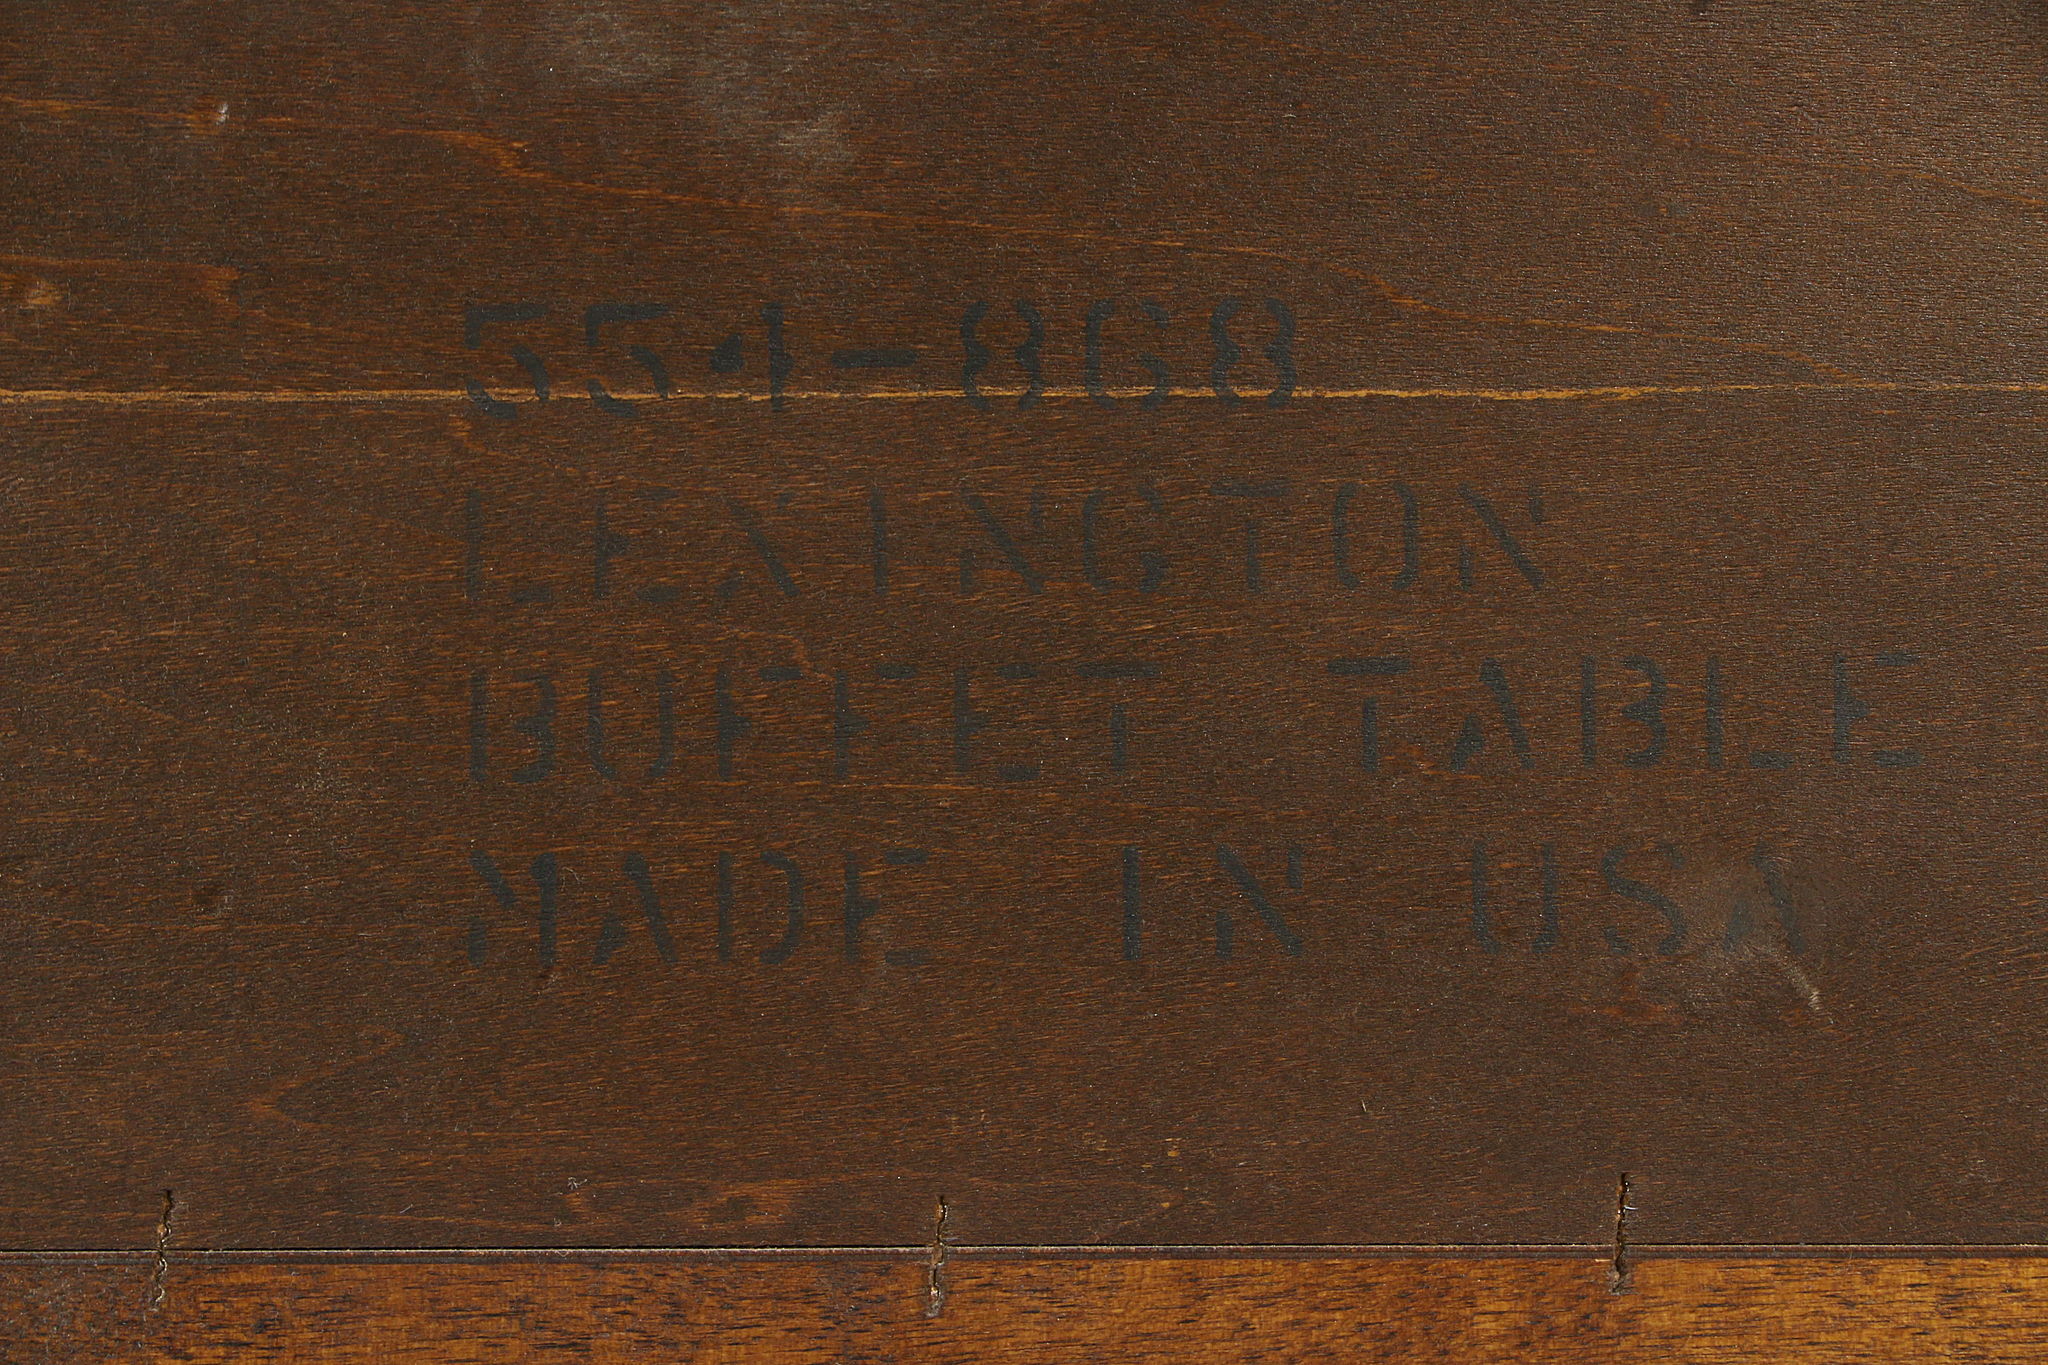 554-868
LEXINGTON
BUFFET TABLE
MADE IN USA